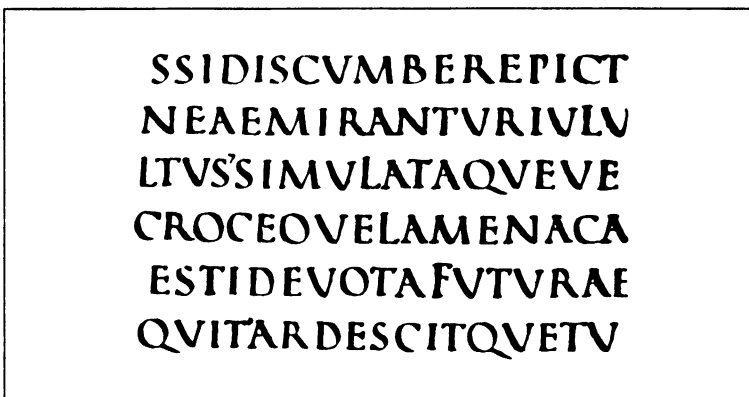 SSIDISCVMBEREPICT
NEAEMIRANTVRIVLV
LTVS'SIMVLATAQVEVE
CROCEOVELAMENACA
ESTIDEVOTAFVTVRAE
QVITARDESCITQVETV